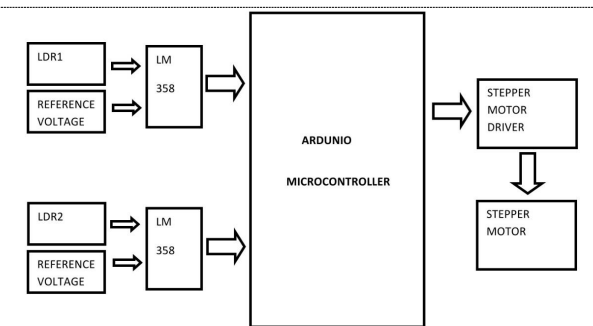 LDR1
REFERENCE
VOLTAGE
LM
358
LDR2
REFERENCE
VOLTAGE
LM
358
ARDUNIO
MICROCONTROLLER
STEPPER
MOTOR
DRIVER
STEPPER
MOTOR